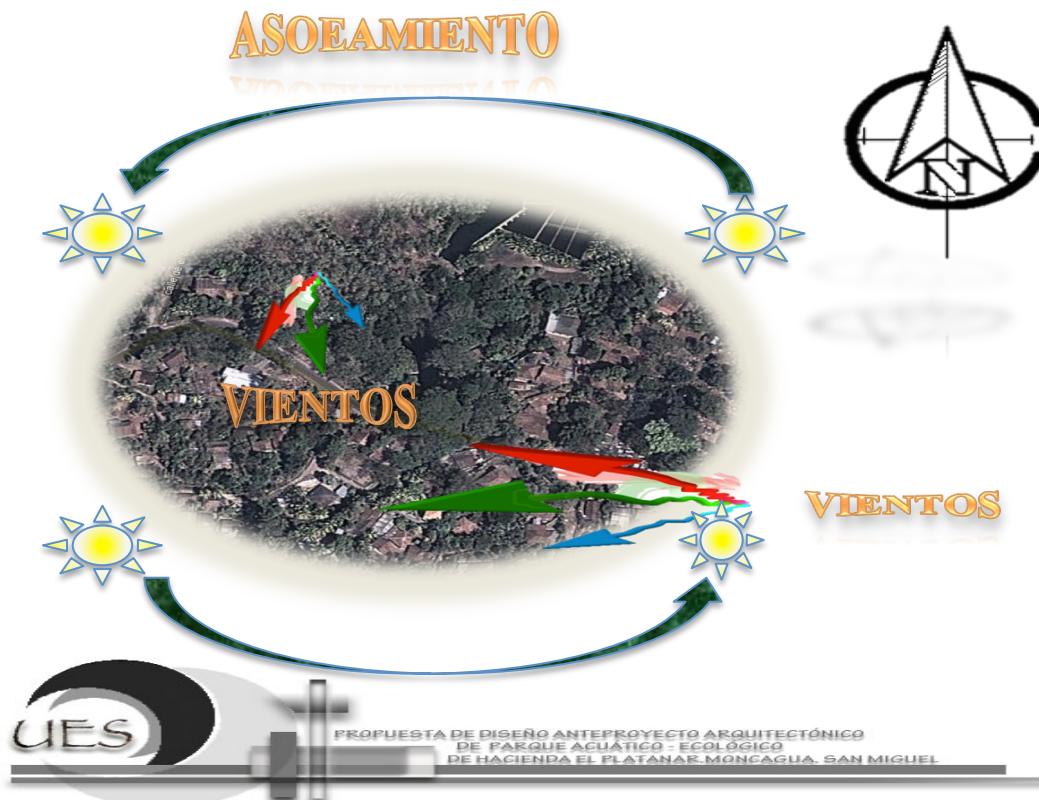 ASOEAMIENTO
N
VIENTOS
VIENTOS
UES
PROPUESTA DE DISEÑO ANTEPROYECTO ARQUITECTÓNICO
DE PARQUE ACUÁTICO - ECOLÓGICO
DE HACIENDA EL PLATANAR, MONCAGUA. SAN MIGUEL